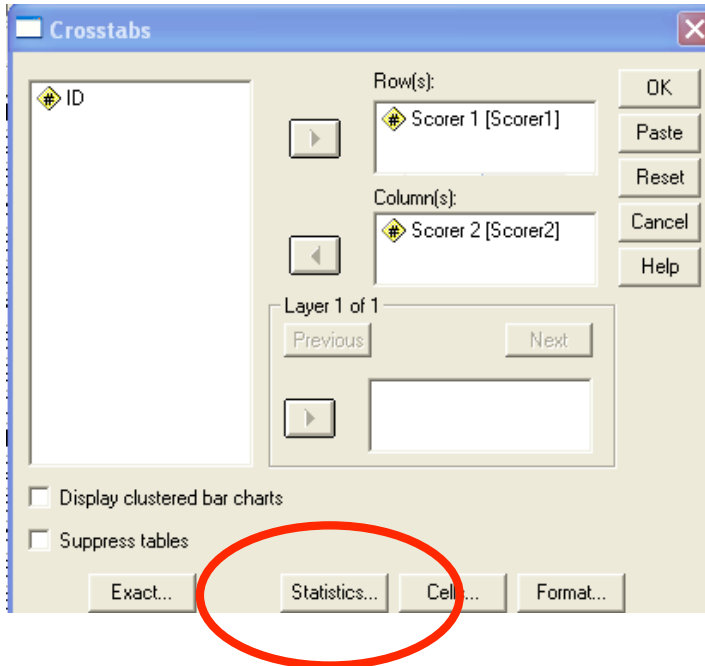 Crosstabs
ID
Row(s):
Scorer 1 [Scorer1]
Column(s):
Scorer 2 [Scorer2]
Layer 1 of 1
Previous
Next
Display clustered bar charts
Suppress tables
Exact...
Statistics...
Cells...
Format...
OK
Paste
Reset
Cancel
Help